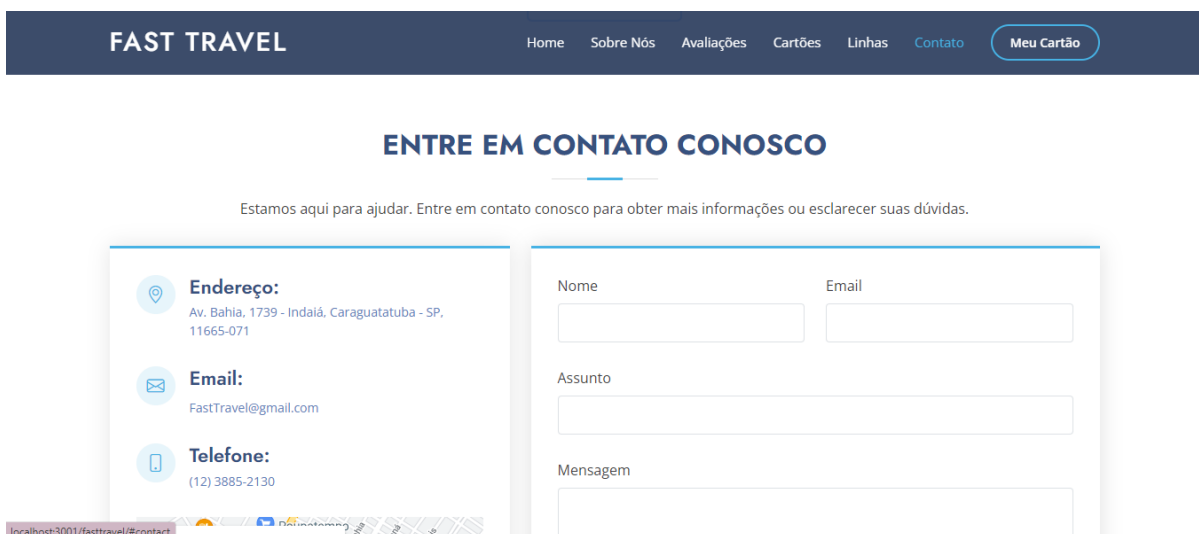 FAST TRAVEL
Home Sobre Nós Avaliações Cartões Linhas Contato Meu Cartão
ENTRE EM CONTATO CONOSCO
Estamos aqui para ajudar. Entre em contato conosco para obter mais informações ou esclarecer suas dúvidas.
Endereço:
Av. Bahia, 1739 - Indaiá, Caraguatatuba - SP,
11665-071
Email:
FastTravel@gmail.com
Telefone:
(12) 3885-2130
Poupatempo
Nome Email
Assunto
Mensagem
localhost:3001/fasttravel/#contact